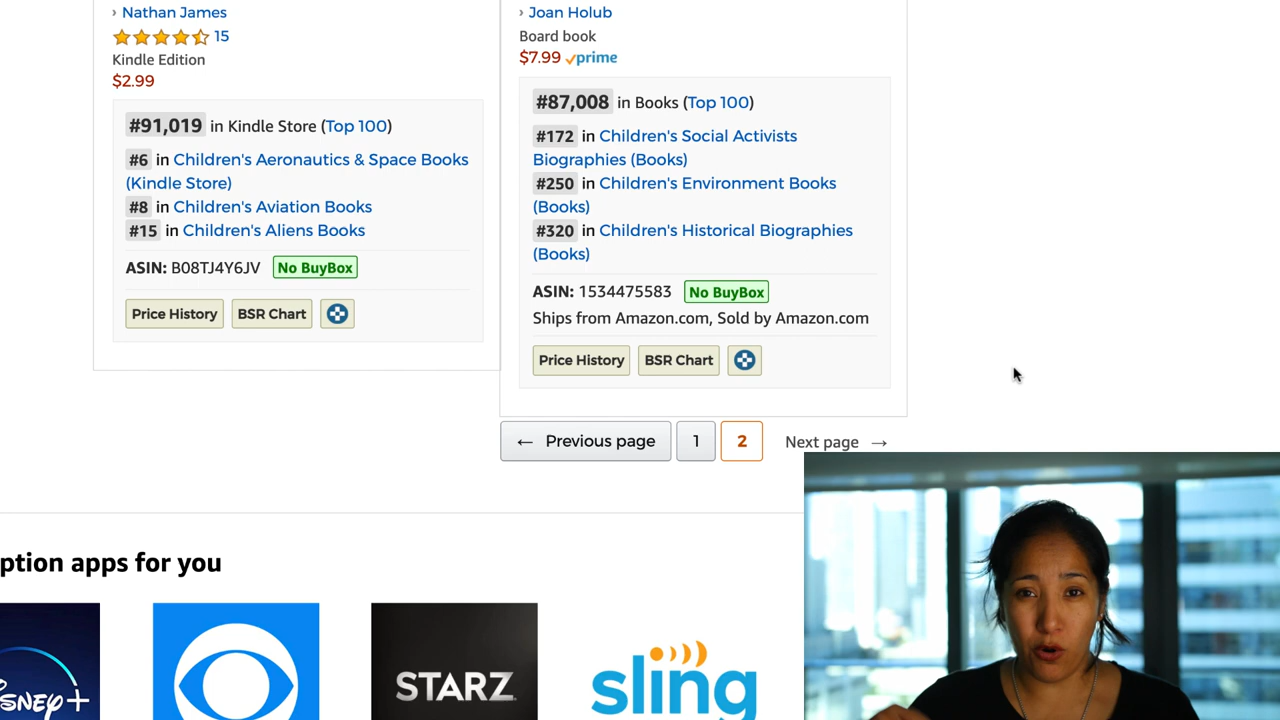 › Nathan James
15
Kindle Edition
$2.99
#91,019 in Kindle Store (Top 100)
#6 in Children's Aeronautics & Space Books
(Kindle Store)
#8 in Children's Aviation Books
#15 in Children's Aliens Books
ASIN: B08TJ4Y6JV No BuyBox
Price History BSR Chart
› Joan Holub
Board book
$7.99 prime
#87,008 in Books (Top 100)
#172 in Children's Social Activists
Biographies (Books)
#250 in Children's Environment Books
(Books)
#320 in Children's Historical Biographies
(Books)
ASIN: 1534475583 No BuyBox
Ships from Amazon.com, Sold by Amazon.com
Price History BSR Chart
← Previous page 1 2 Next page →
ption apps for you
SNEY+
STARZ
sling